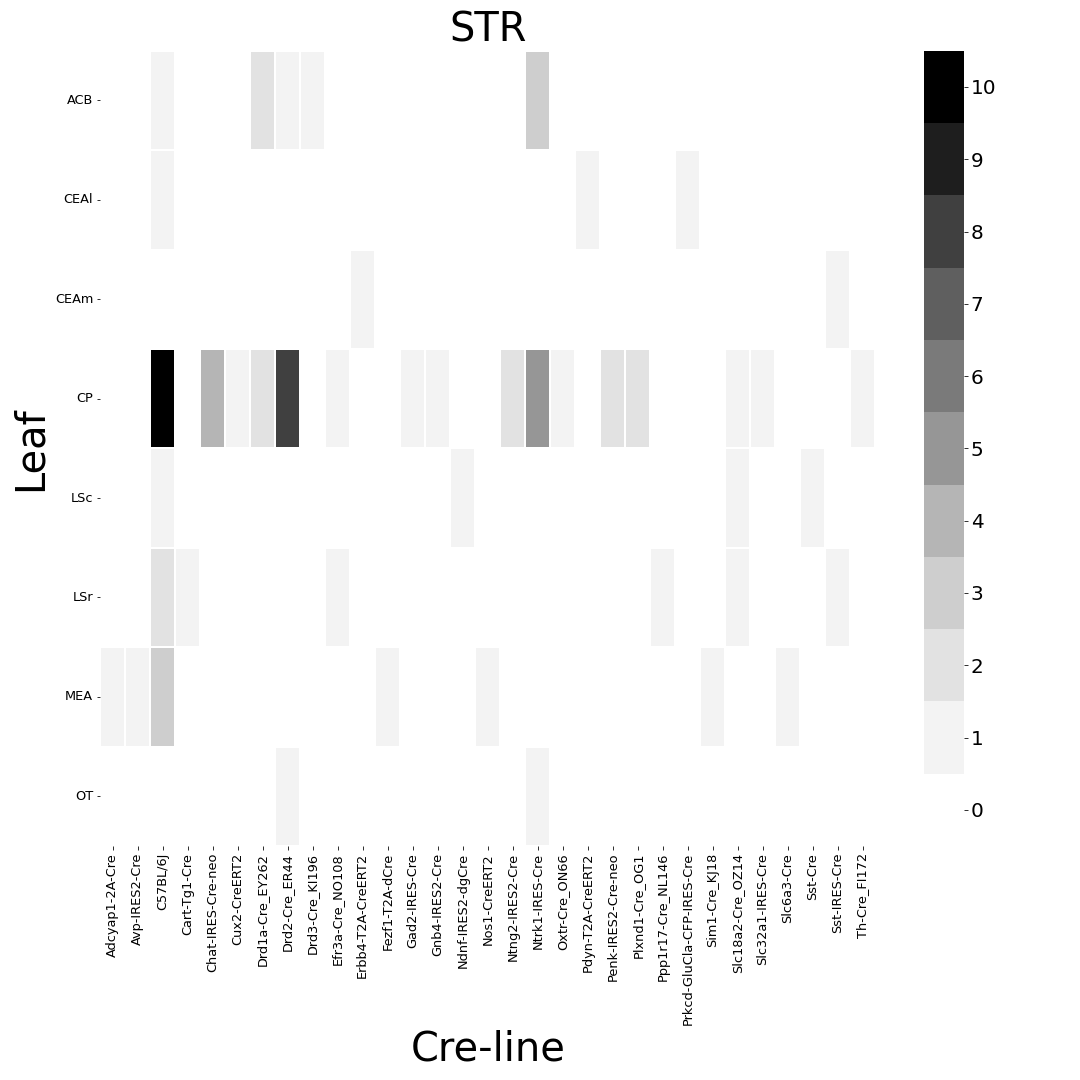 STR
Leaf
ACB
CEAl
CEAm
CP
LSc
LSr
MEA
OT
10
9
8
7
6
5
4
3
2
1
0
Adcyap1-2A-Cre
Avp-IRES2-Cre
C57BL/6J
Cart-Tg1-Cre
Chat-IRES-Cre-neo
Cux2-CreERT2
Drd1a-Cre_EY262
Drd2-Cre_ER44
Drd3-Cre_KI196
Efr3a-Cre_NO108
Erbb4-T2A-CreERT2
Fezf1-T2A-dCre
Gad2-IRES-Cre
Gnb4-IRES2-Cre
Ndnf-IRES2-dgCre
Nos1-CreERT2
Ntng2-IRES2-Cre
Ntrk1-IRES-Cre
Oxtr-Cre_ON66
Pdyn-T2A-CreERT2
Penk-IRES2-Cre-neo
Plxnd1-Cre_OG1
Ppp1r17-Cre_NL146
Prkcd-GluCla-CFP-IRES-Cre
Sim1-Cre_KJ18
Slc18a2-Cre_OZ14
Slc32a1-IRES-Cre
Slc6a3-Cre
Sst-Cre
Sst-IRES-Cre
Th-Cre_FI172
Cre-line